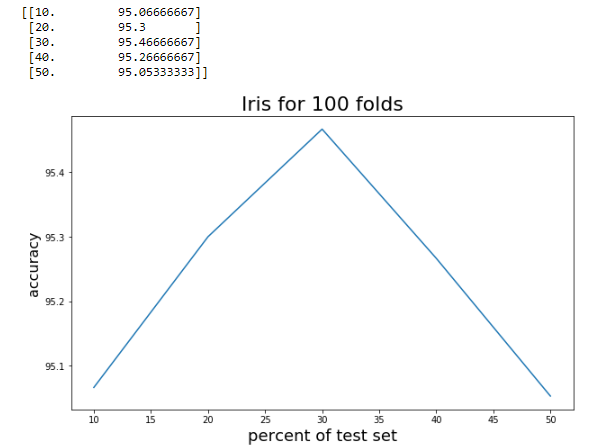 [[10. 95.06666667]
[20. 95.3 ]
[30. 95.46666667]
[40. 95.26666667]
[50. 95.05333333]]
Iris for 100 folds
95.4
95.3
95.2
95.1
accuracy
10 15 20 25 30 35 40 45 50
percent of test set